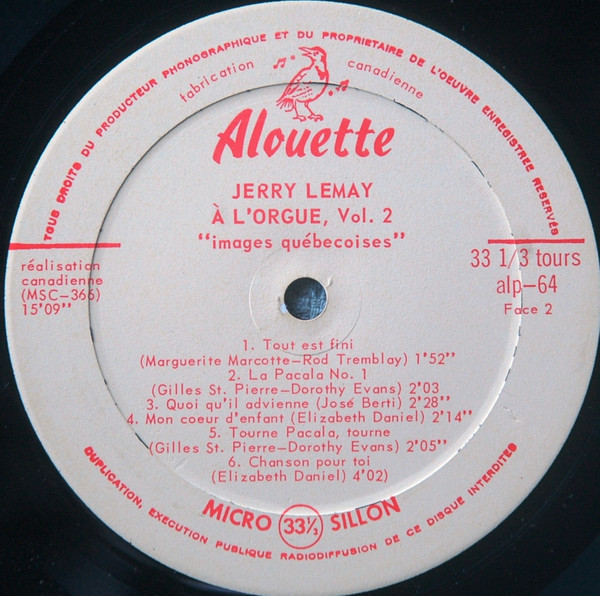 TOUS DROITS DU PRODUCTEUR PHONOGRAPHIQUE ET DU PROPRIETAIRE DE L'OEUVRE ENREGISTREE RESERVÉS
fabrication canadienne
Alouette
JERRY LEMAY
À L'ORGUE, Vol. 2
"images québecoises"
réalisation
canadienne
(MSC-366)
15'09"
33 1/3 tours
alp-64
Face 2
1. Tout est fini
(Marguerite Marcotte-Rod Tremblay) 1'52"
2. La Pacala No. 1
(Gilles St. Pierre-Dorothy Evans) 2'03
3. Quoi qu'il advienne (José Berti) 2'28"
4. Mon coeur d'enfant (Elizabeth Daniel) 2'14"
5. Tourne Pacala, tourne
(Gilles St. Pierre-Dorothy Evans) 2'05"
6. Chanson pour toi
(Elizabeth Daniel) 4'02)
MICRO 33⅓ SILLON
DUPLICATION, EXECUTION PUBLIQUE RADIODIFFUSION DE CE DISQUE INTERDITES